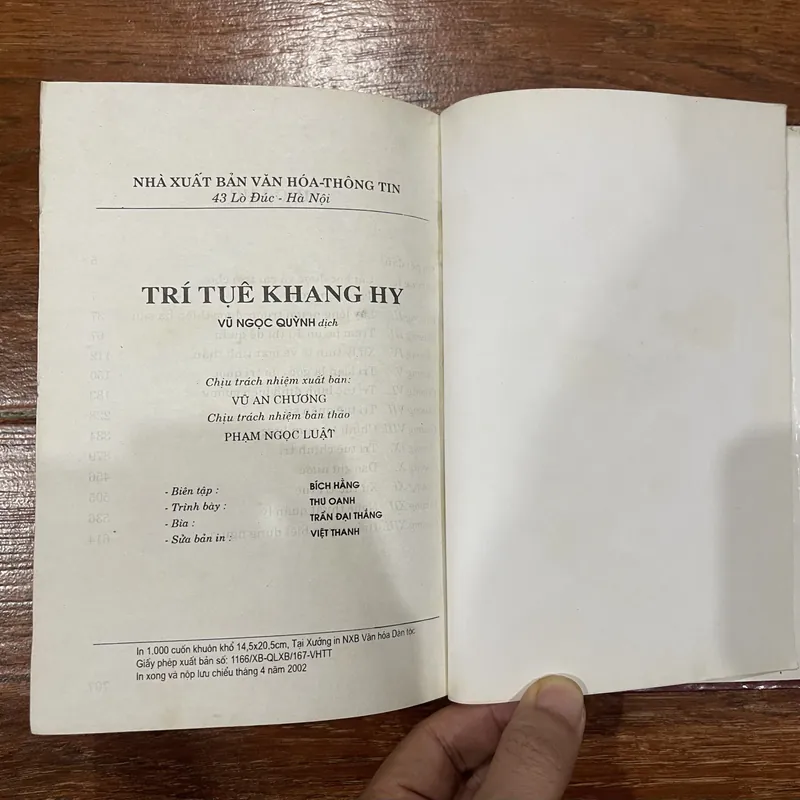 NHÀ XUẤT BẢN VĂN HÓA-THÔNG TIN
43 Lò Đúc - Hà Nội
TRÍ TUỆ KHANG HY
VŨ NGỌC QUỲNH dịch
Chịu trách nhiệm xuất bản:
VŨ AN CHƯƠNG
Chịu trách nhiệm bản thảo
PHẠM NGỌC LUẬT
- Biên tập : BÍCH HẰNG
- Trình bày : THU OANH
- Bìa : TRẦN ĐẠI THẮNG
- Sửa bản in : VIỆT THANH
In 1.000 cuốn khuôn khổ 14,5x20,5cm, Tại Xưởng in NXB Văn hóa Dân tộc
Giấy phép xuất bản số: 1166/XB-QLXB/167-VHTT
In xong và nộp lưu chiểu tháng 4 năm 2002